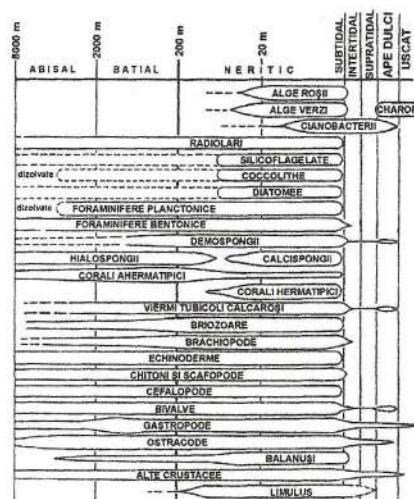 8000 m 2000 m 200 m 20 m SUBTIDAL INTERTIDAL SUPRATIDAL APE DULCI USCAT
ABISAL BATIAL NERITIC
ALGE ROȘII
ALGE VERZI CHAROF
CIANOBACTERII
RADIOLARI
SILICOFLAGELATE
dizolvate COCCOLITHE
DIATOMEE
dizolvate FORAMINIFERE PLANCTONICE
FORAMINIFERE BENTONICE
DEMOSPONGII
HIALOSPONGII CALCISPONGII
CORALI AHERMATIPICI
CORALI HERMATIPICI
VIERMI TUBICOLI CALCAROȘI
BRIOZOARE
BRACHIOPODE
ECHINODERME
CHITONI ȘI SCAFOPODE
CEFALOPODE
BIVALVE
GASTROPODE
OSTRACODE
BALANUȘI
ALTE CRUSTACEE
LIMULUS